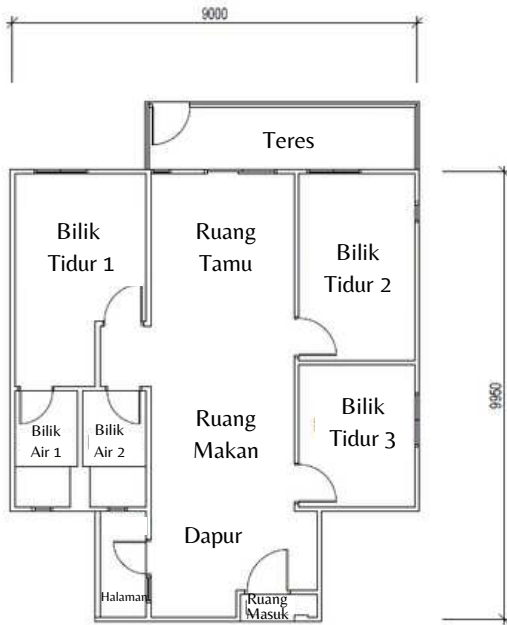 9000
Teres
Bilik
Tidur 1
Ruang
Tamu
Bilik
Tidur 2
9950
Bilik
Air 1
Bilik
Air 2
Ruang
Makan
Bilik
Tidur 3
Dapur
Halaman
Ruang
Masuk